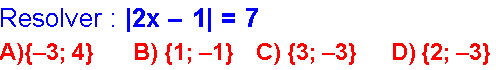 Resolver : |2x – 1| = 7
A){–3; 4} B) {1; –1} C) {3; –3} D) {2; –3}